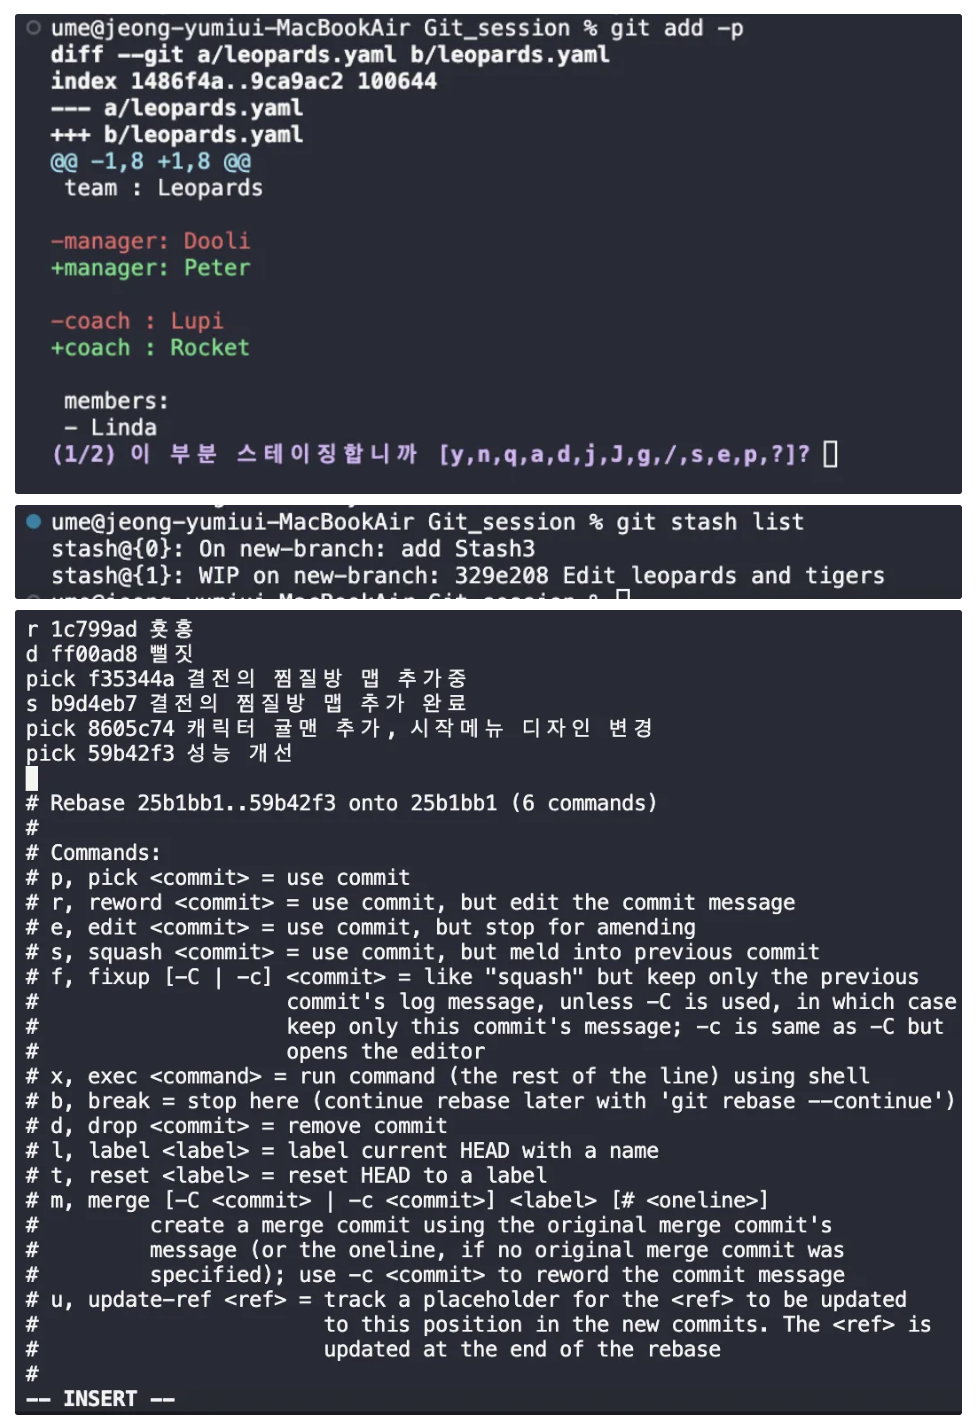 ume@jeong-yumiui-MacBookAir Git_session % git add -p
diff --git a/leopards.yaml b/leopards.yaml
index 1486f4a..9ca9ac2 100644
--- a/leopards.yaml
+++ b/leopards.yaml
@@ -1,8 +1,8 @@
team : Leopards
-manager: Dooli
+manager: Peter
-coach : Lupi
+coach : Rocket
members:
- Linda
(1/2) 이 부분 스테이징합니까 [y,n,q,a,d,j,J,g,/,s,e,p,?]?
ume@jeong-yumiui-MacBookAir Git_session % git stash list
stash@{0}: On new-branch: add Stash3
stash@{1}: WIP on new-branch: 329e208 Edit leopards and tigers
ume@jeong-yumiui-MacBookAir Git_session %
r 1c799ad 홋홍
d ff00ad8 뻘짓
pick f35344a 결전의 찜질방 맵 추가중
s b9d4eb7 결전의 찜질방 맵 추가 완료
pick 8605c74 캐릭터 귤맨 추가, 시작메뉴 디자인 변경
pick 59b42f3 성능 개선
# Rebase 25b1bb1..59b42f3 onto 25b1bb1 (6 commands)
#
# Commands:
# p, pick <commit> = use commit
# r, reword <commit> = use commit, but edit the commit message
# e, edit <commit> = use commit, but stop for amending
# s, squash <commit> = use commit, but meld into previous commit
# f, fixup [-C | -c] <commit> = like "squash" but keep only the previous
# commit's log message, unless -C is used, in which case
# keep only this commit's message; -c is same as -C but
# opens the editor
# x, exec <command> = run command (the rest of the line) using shell
# b, break = stop here (continue rebase later with 'git rebase --continue')
# d, drop <commit> = remove commit
# l, label <label> = label current HEAD with a name
# t, reset <label> = reset HEAD to a label
# m, merge [-C <commit> | -c <commit>] <label> [# <oneline>]
# create a merge commit using the original merge commit's
# message (or the oneline, if no original merge commit was
# specified); use -c <commit> to reword the commit message
# u, update-ref <ref> = track a placeholder for the <ref> to be updated
# to this position in the new commits. The <ref> is
# updated at the end of the rebase
#
-- INSERT --